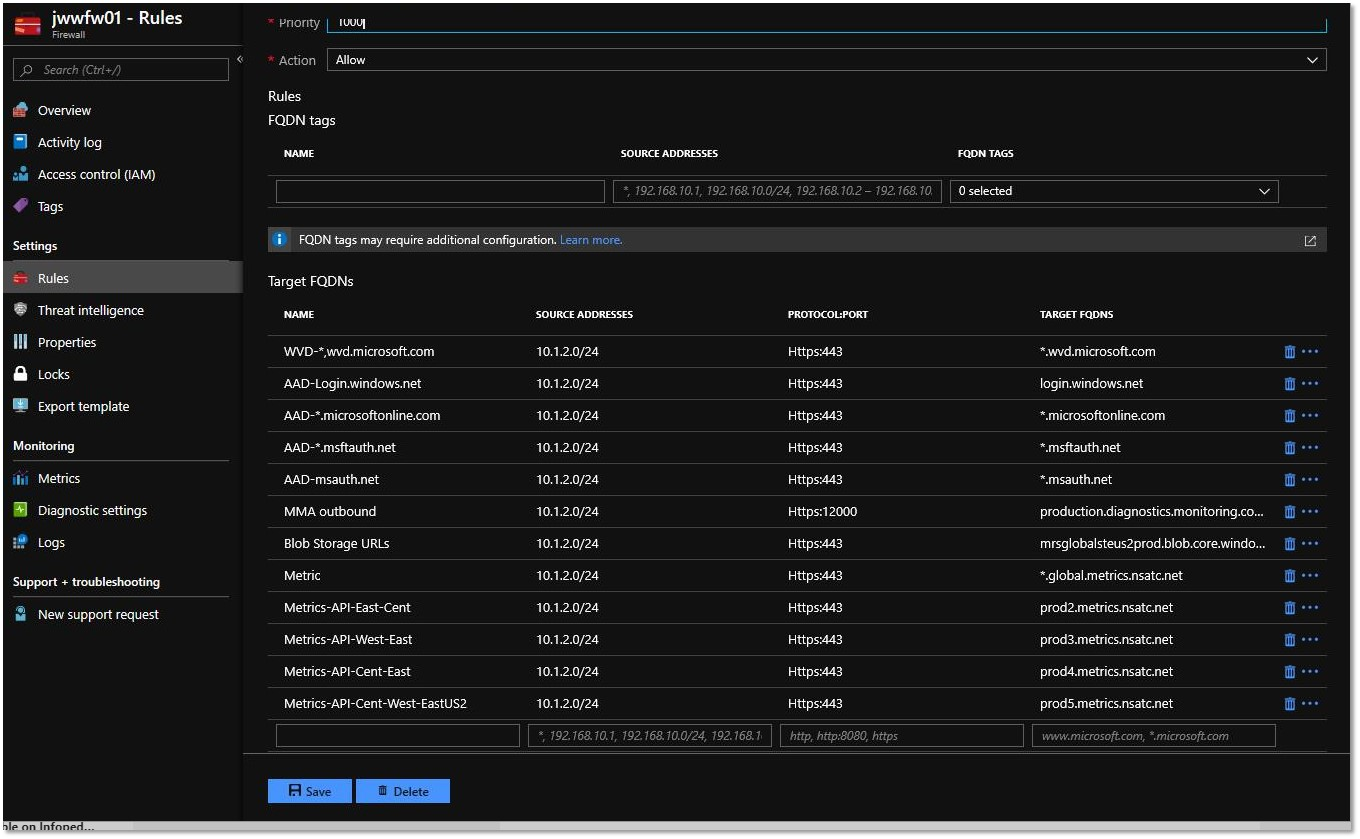 jwwfw01 - Rules
Firewall
Search (Ctrl+/)
«
Overview
Activity log
Access control (IAM)
Tags
Settings
Rules
Threat intelligence
Properties
Locks
Export template
Monitoring
Metrics
Diagnostic settings
Logs
Support + troubleshooting
New support request
* Priority 1000
* Action Allow
Rules
FQDN tags
NAME SOURCE ADDRESSES FQDN TAGS
*, 192.168.10.1, 192.168.10.0/24, 192.168.10.2 – 192.168.10. 0 selected
FQDN tags may require additional configuration. Learn more.
Target FQDNs
NAME SOURCE ADDRESSES PROTOCOL:PORT TARGET FQDNS
WVD-*,wvd.microsoft.com 10.1.2.0/24 Https:443 *.wvd.microsoft.com
AAD-Login.windows.net 10.1.2.0/24 Https:443 login.windows.net
AAD-*.microsoftonline.com 10.1.2.0/24 Https:443 *.microsoftonline.com
AAD-*.msftauth.net 10.1.2.0/24 Https:443 *.msftauth.net
AAD-msauth.net 10.1.2.0/24 Https:443 *.msauth.net
MMA outbound 10.1.2.0/24 Https:12000 production.diagnostics.monitoring.co...
Blob Storage URLs 10.1.2.0/24 Https:443 mrsglobalsteus2prod.blob.core.windo...
Metric 10.1.2.0/24 Https:443 *.global.metrics.nsatc.net
Metrics-API-East-Cent 10.1.2.0/24 Https:443 prod2.metrics.nsatc.net
Metrics-API-West-East 10.1.2.0/24 Https:443 prod3.metrics.nsatc.net
Metrics-API-Cent-East 10.1.2.0/24 Https:443 prod4.metrics.nsatc.net
Metrics-API-Cent-West-EastUS2 10.1.2.0/24 Https:443 prod5.metrics.nsatc.net
*, 192.168.10.1, 192.168.10.0/24, 192.168.1 http, http:8080, https www.microsoft.com, *.microsoft.com
Save Delete
ble on Infoped...